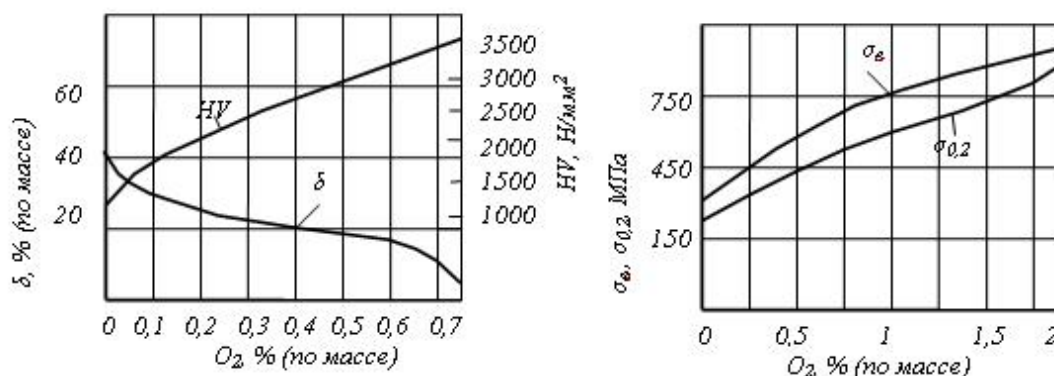 δ, % (по массе)
60
40
20
HV
δ
3500
3000
2500
2000
1500
1000
HV, Н/мм²
0 0,1 0,2 0,3 0,4 0,5 0,6 0,7
O₂, % (по массе)
σв, σ0,2 МПа
750
450
150
σв
σ0,2
0 0,5 1 1,5 2
O₂, % (по массе)